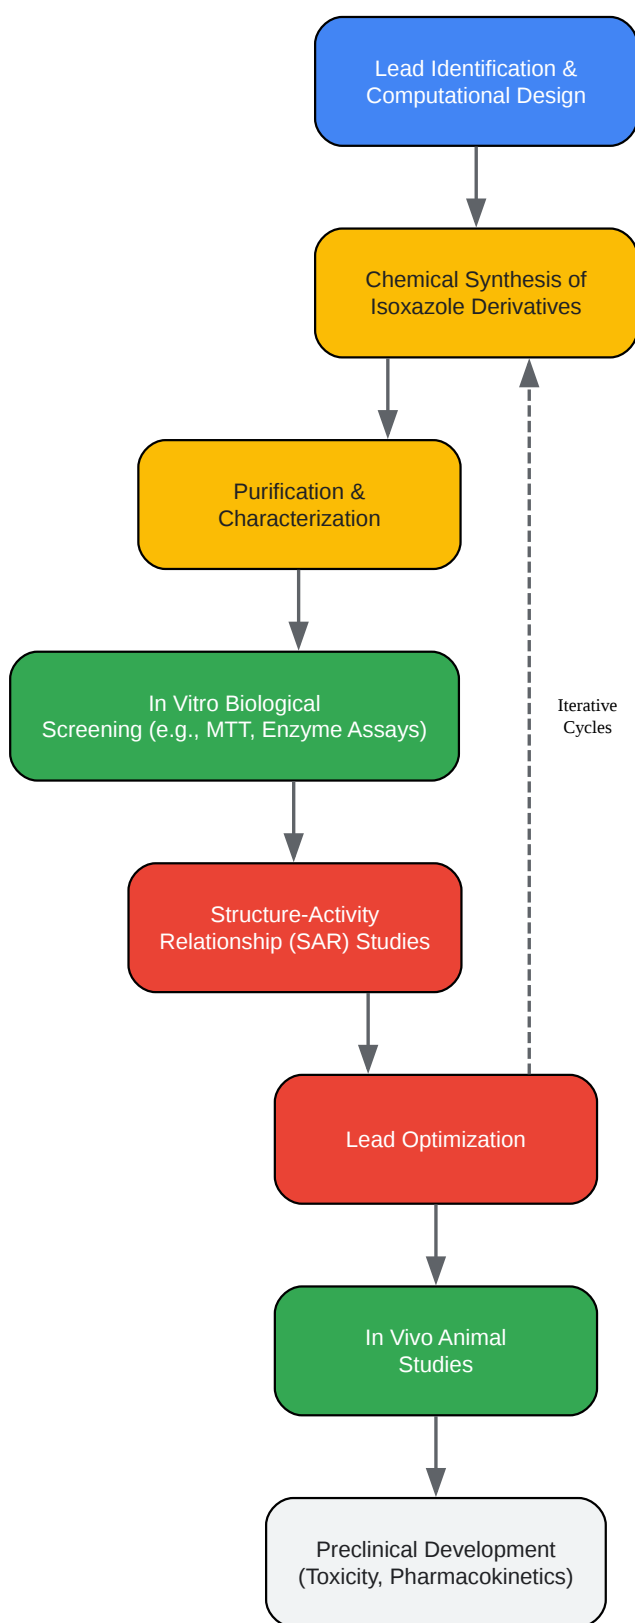 Lead Identification &
Computational Design
Chemical Synthesis of
Isoxazole Derivatives
Purification &
Characterization
In Vitro Biological
Screening (e.g., MTT, Enzyme Assays)
Iterative
Cycles
Structure-Activity
Relationship (SAR) Studies
Lead Optimization
In Vivo Animal
Studies
Preclinical Development
(Toxicity, Pharmacokinetics)